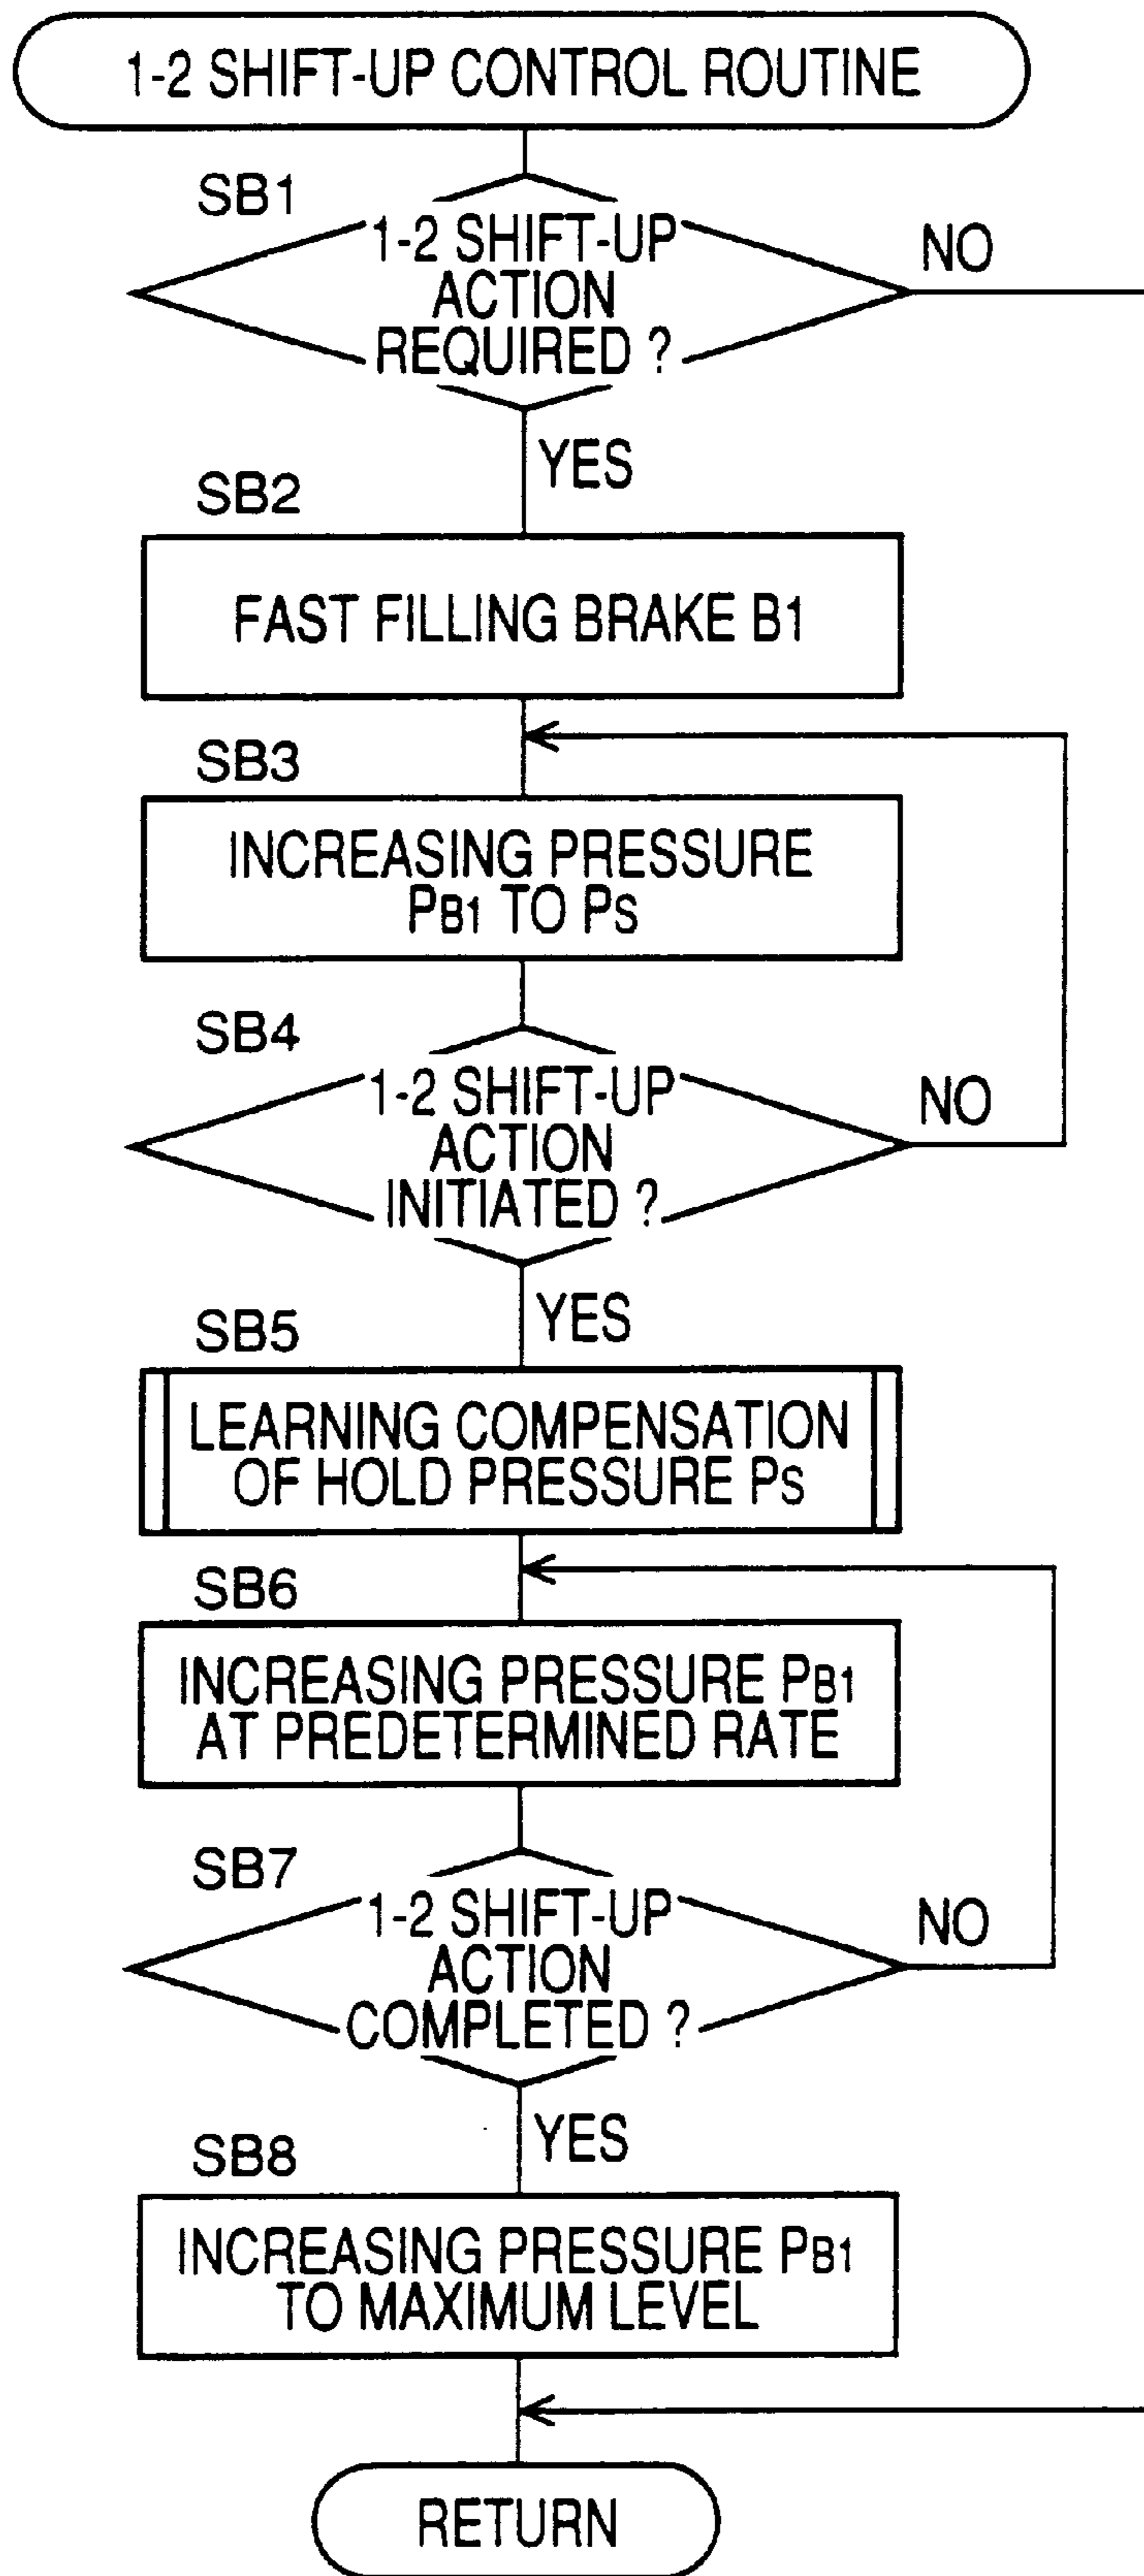 1-2 SHIFT-UP CONTROL ROUTINE
SB1
1-2 SHIFT-UP
ACTION
REQUIRED ?
NO
YES
SB2
FAST FILLING BRAKE B1
SB3
INCREASING PRESSURE
PB1 TO PS
SB4
1-2 SHIFT-UP
ACTION
INITIATED ?
NO
YES
SB5
LEARNING COMPENSATION
OF HOLD PRESSURE PS
SB6
INCREASING PRESSURE PB1
AT PREDETERMINED RATE
SB7
1-2 SHIFT-UP
ACTION
COMPLETED ?
NO
YES
SB8
INCREASING PRESSURE PB1
TO MAXIMUM LEVEL
RETURN